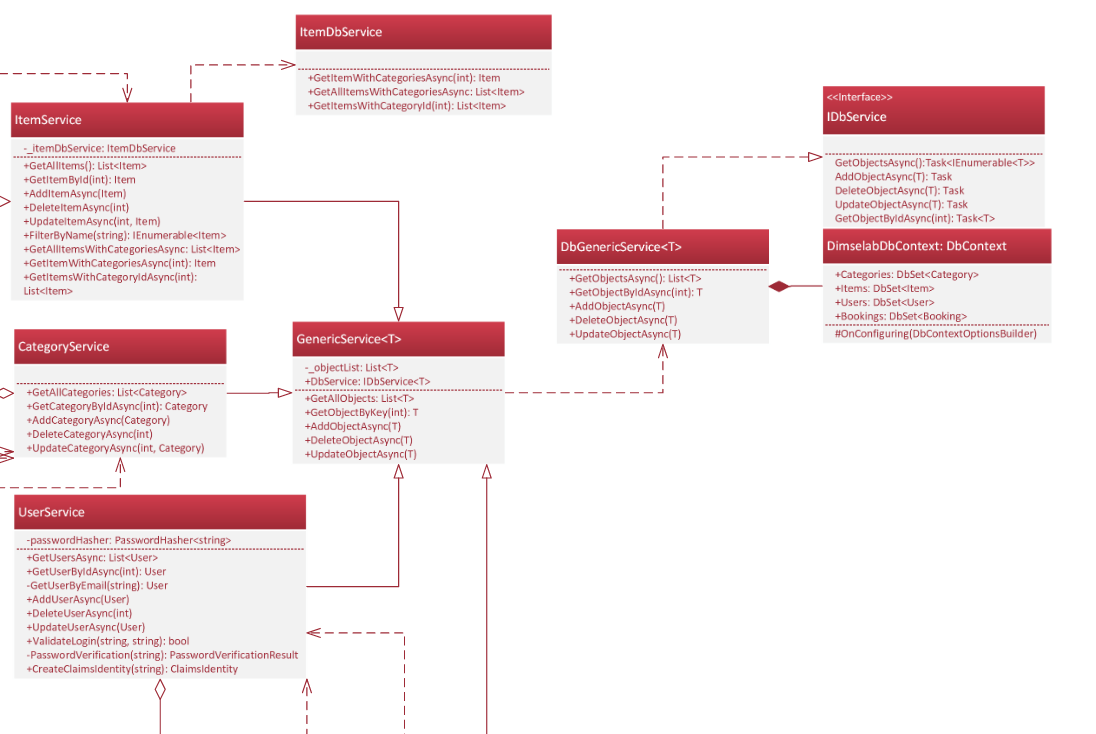 ItemDbService
+GetItemWithCategoriesAsync(int): Item
+GetAllItemsWithCategoriesAsync: List<Item>
+GetItemsWithCategoryId(int): List<Item>
ItemService
-_itemDbService: ItemDbService
+GetAllItems(): List<Item>
+GetItemById(int): Item
+AddItemAsync(Item)
+DeleteItemAsync(int)
+UpdateItemAsync(int, Item)
+FilterByName(string): IEnumerable<Item>
+GetAllItemsWithCategoriesAsync: List<Item>
+GetItemWithCategoriesAsync(int): Item
+GetItemsWithCategoryIdAsync(int):
List<Item>
<<Interface>>
IDbService
GetObjectsAsync():Task<IEnumerable<T>>
AddObjectAsync(T): Task
DeleteObjectAsync(T): Task
UpdateObjectAsync(T): Task
GetObjectByIdAsync(int): Task<T>
DbGenericService<T>
+GetObjectsAsync(): List<T>
+GetObjectByIdAsync(int): T
+AddObjectAsync(T)
+DeleteObjectAsync(T)
+UpdateObjectAsync(T)
DimselabDbContext: DbContext
+Categories: DbSet<Category>
+Items: DbSet<Item>
+Users: DbSet<User>
+Bookings: DbSet<Booking>
#OnConfiguring(DbContextOptionsBuilder)
CategoryService
+GetAllCategories: List<Category>
+GetCategoryByIdAsync(int): Category
+AddCategoryAsync(Category)
+DeleteCategoryAsync(int)
+UpdateCategoryAsync(int, Category)
GenericService<T>
-_objectList: List<T>
+DbService: IDbService<T>
+GetAllObjects: List<T>
+GetObjectByKey(int): T
+AddObjectAsync(T)
+DeleteObjectAsync(T)
+UpdateObjectAsync(T)
UserService
-passwordHasher: PasswordHasher<string>
+GetUsersAsync: List<User>
+GetUserByIdAsync(int): User
-GetUserByEmail(string): User
+AddUserAsync(User)
+DeleteUserAsync(int)
+UpdateUserAsync(User)
+ValidateLogin(string, string): bool
-PasswordVerification(string): PasswordVerificationResult
+CreateClaimsIdentity(string): ClaimsIdentity